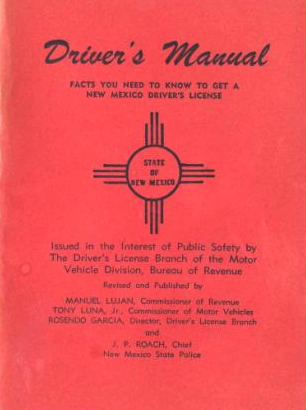 Driver's Manual
FACTS YOU NEED TO KNOW TO GET A
NEW MEXICO DRIVER'S LICENSE
STATE
OF
NEW MEXICO
Issued in the Interest of Public Safety by
The Driver's License Branch of the Motor
Vehicle Division, Bureau of Revenue
Revised and Published by
MANUEL LUJAN, Commissioner of Revenue
TONY LUNA, Jr., Commissioner of Motor Vehicles
ROSENDO GARCIA, Director, Driver's License Branch
and
J. P. ROACH, Chief
New Mexico State Police